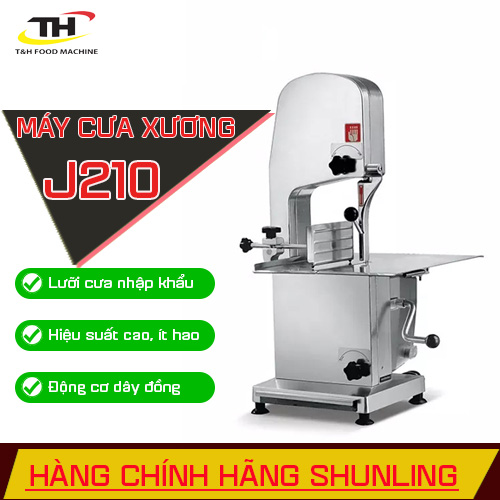 TH
T&H FOOD MACHINE
MÁY CƯA XƯƠNG
J210
Lưỡi cưa nhập khẩu
Hiệu suất cao, ít hao
Động cơ dây đồng
HÀNG CHÍNH HÃNG SHUNLING